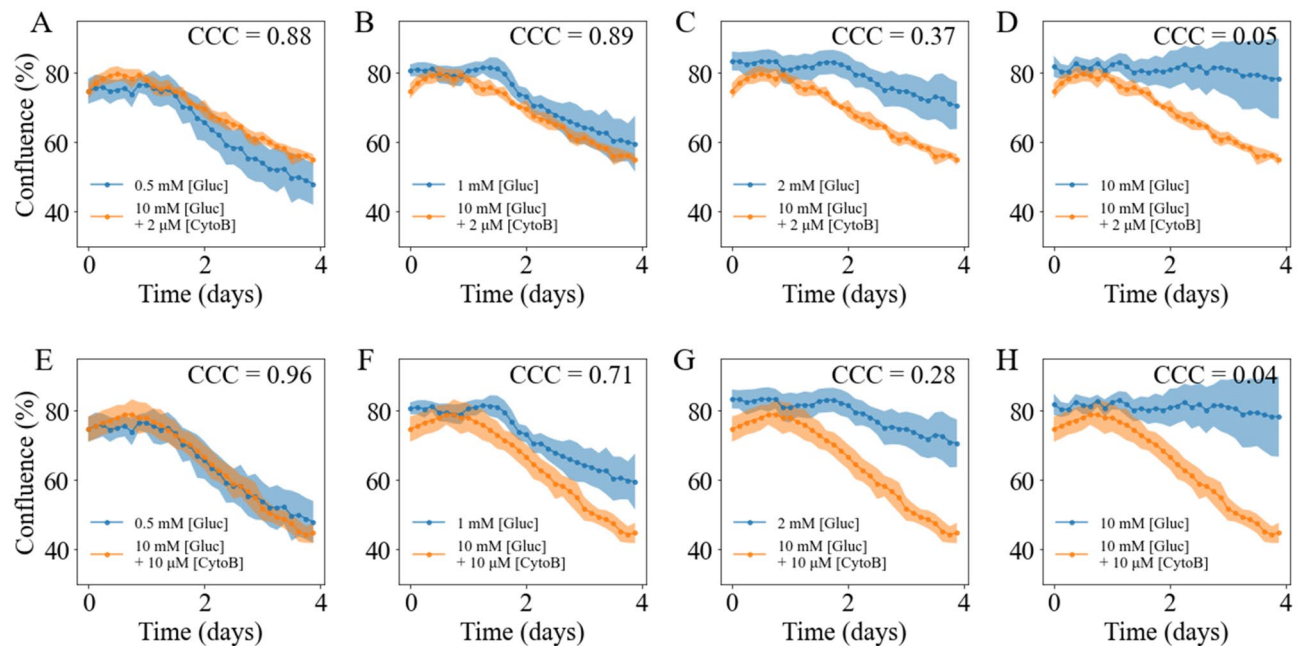 A
CCC = 0.88
Confluence (%)
80
60
40
0.5 mM [Gluc]
10 mM [Gluc]
+ 2 μM [CytoB]
0 2 4
Time (days)
B
CCC = 0.89
80
60
40
1 mM [Gluc]
10 mM [Gluc]
+ 2 μM [CytoB]
0 2 4
Time (days)
C
CCC = 0.37
80
60
40
2 mM [Gluc]
10 mM [Gluc]
+ 2 μM [CytoB]
0 2 4
Time (days)
D
CCC = 0.05
80
60
40
10 mM [Gluc]
10 mM [Gluc]
+ 2 μM [CytoB]
0 2 4
Time (days)
E
CCC = 0.96
Confluence (%)
80
60
40
0.5 mM [Gluc]
10 mM [Gluc]
+ 10 μM [CytoB]
0 2 4
Time (days)
F
CCC = 0.71
80
60
40
1 mM [Gluc]
10 mM [Gluc]
+ 10 μM [CytoB]
0 2 4
Time (days)
G
CCC = 0.28
80
60
40
2 mM [Gluc]
10 mM [Gluc]
+ 10 μM [CytoB]
0 2 4
Time (days)
H
CCC = 0.04
80
60
40
10 mM [Gluc]
10 mM [Gluc]
+ 10 μM [CytoB]
0 2 4
Time (days)